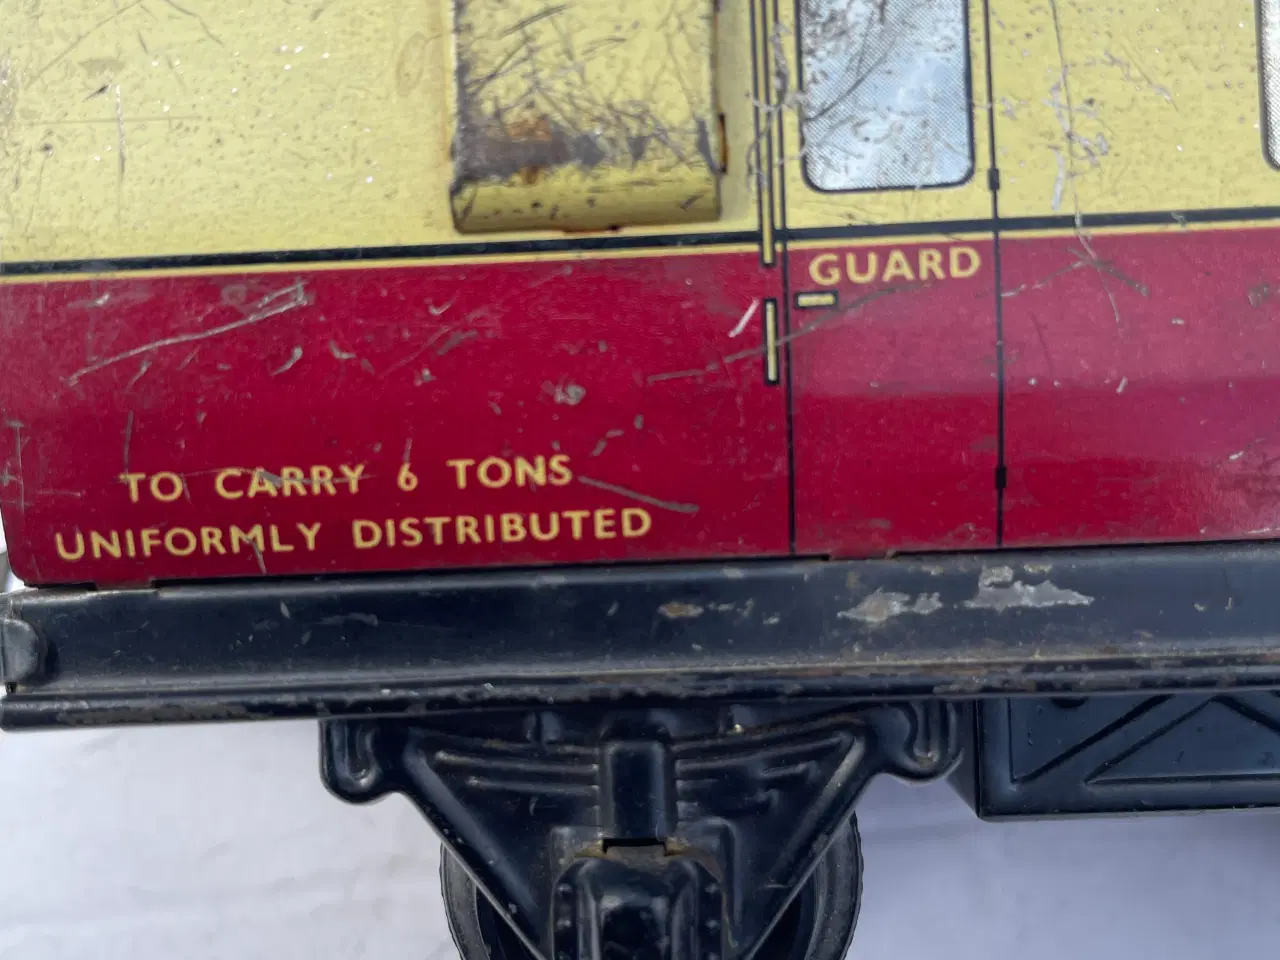 GUARD
TO CARRY 6 TONS
UNIFORMLY DISTRIBUTED